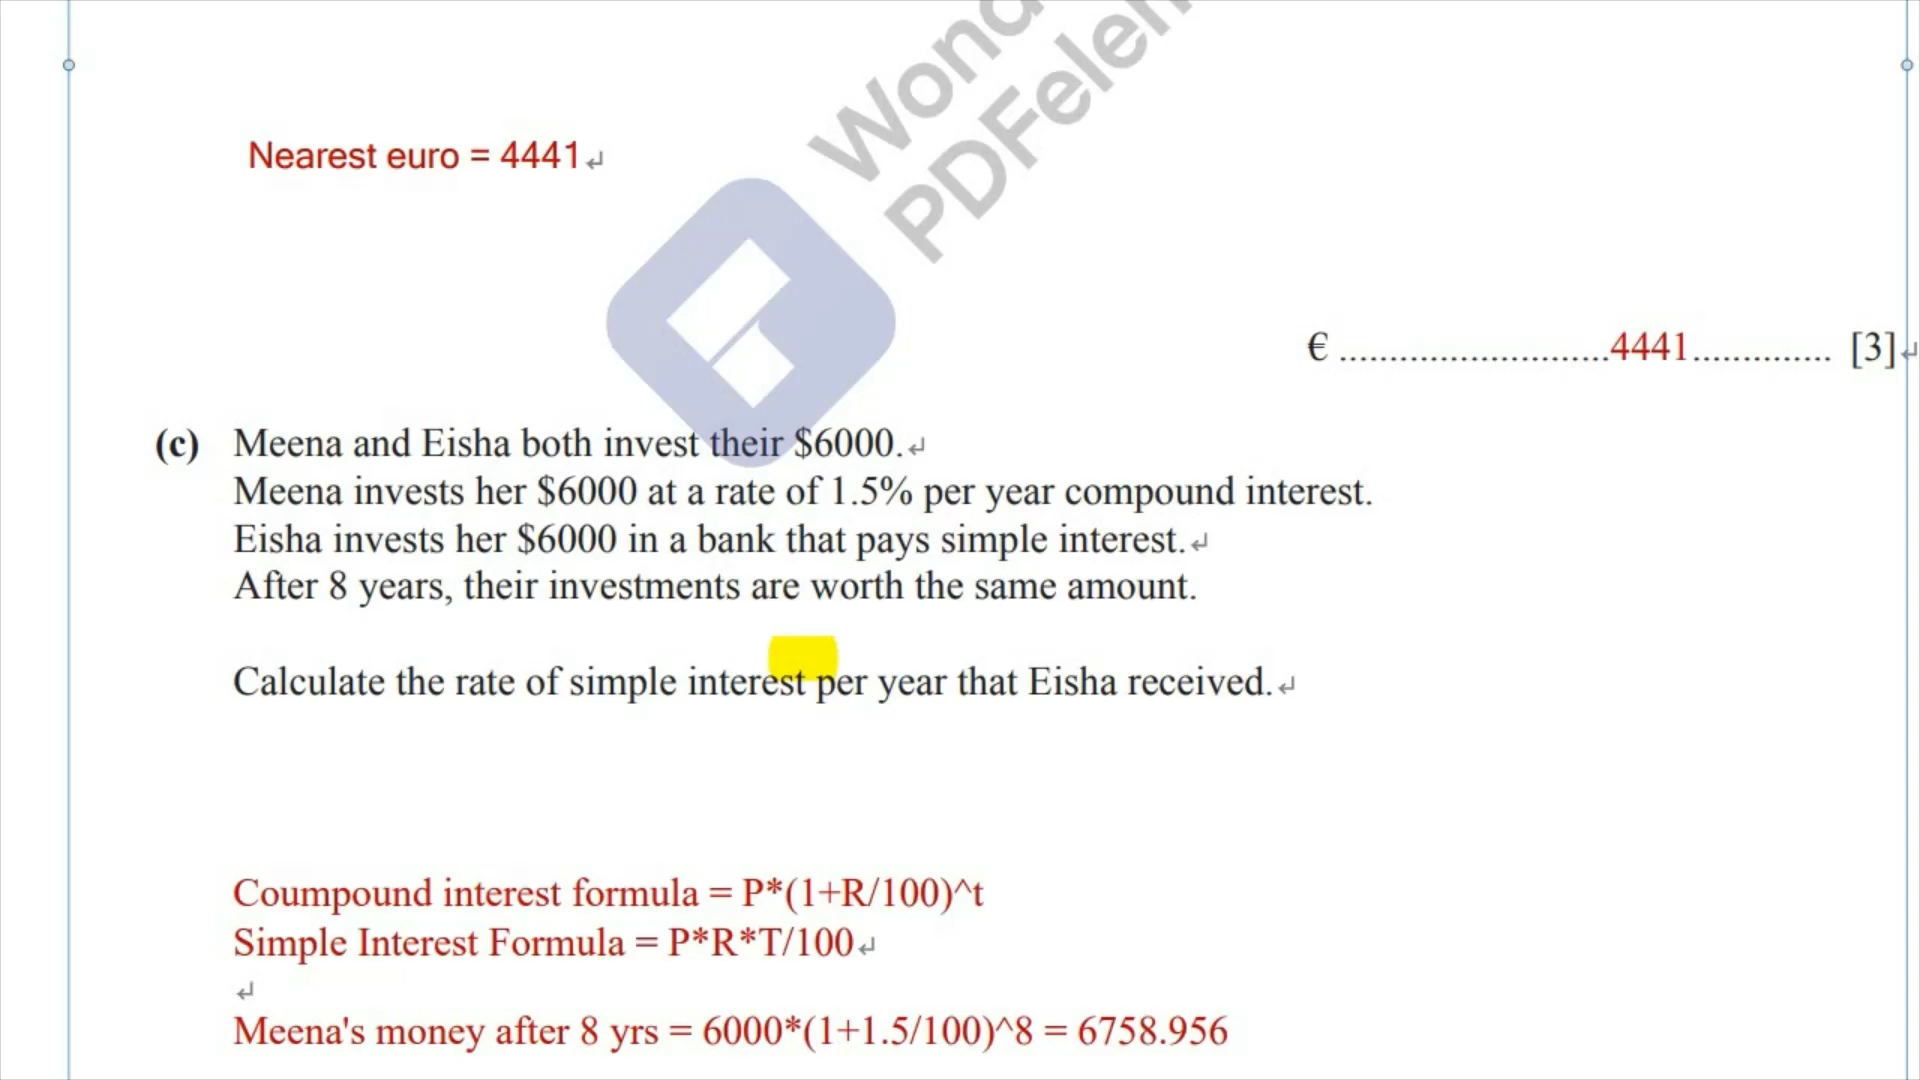 Wond
PDFelem
Nearest euro = 4441
€ ...........................4441.............. [3]
(c) Meena and Eisha both invest their $6000.
Meena invests her $6000 at a rate of 1.5% per year compound interest.
Eisha invests her $6000 in a bank that pays simple interest.
After 8 years, their investments are worth the same amount.
Calculate the rate of simple interest per year that Eisha received.
Coumpound interest formula = P*(1+R/100)^t
Simple Interest Formula = P*R*T/100
Meena's money after 8 yrs = 6000*(1+1.5/100)^8 = 6758.956